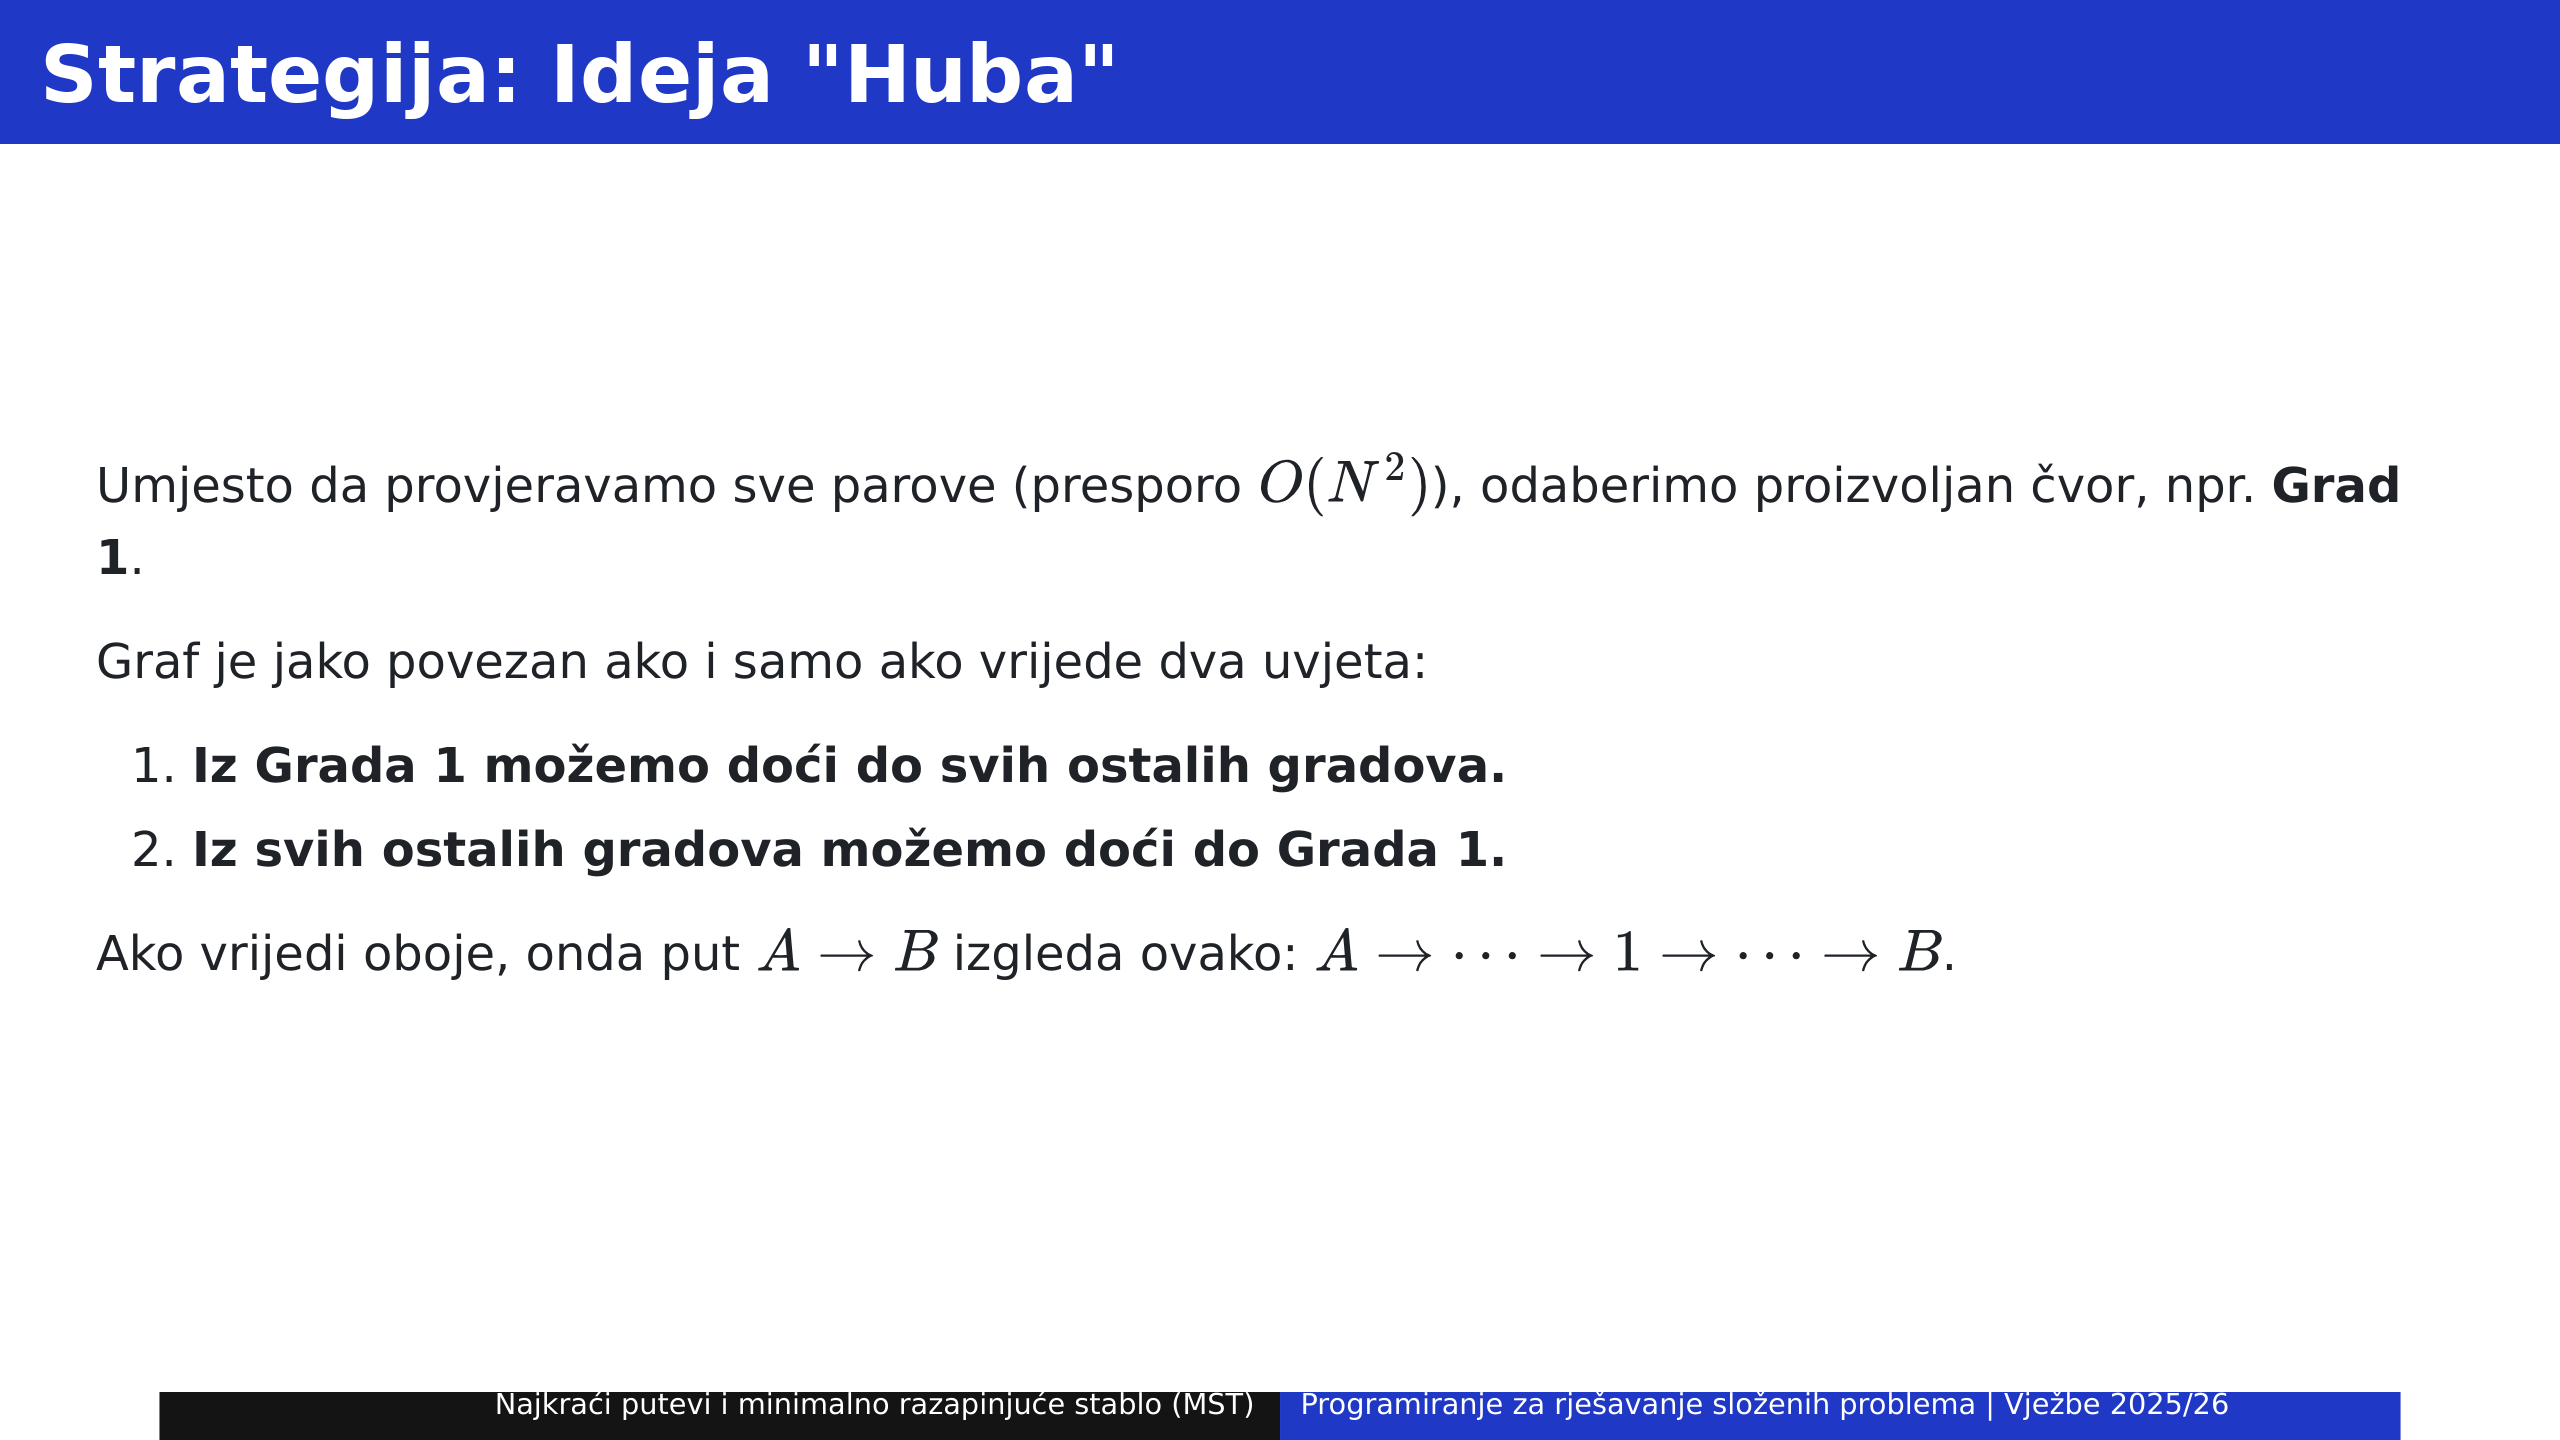 Strategija: Ideja "Huba"
Umjesto da provjeravamo sve parove (presporo O(N²)), odaberimo proizvoljan čvor, npr. Grad
1.
Graf je jako povezan ako i samo ako vrijede dva uvjeta:
1. Iz Grada 1 možemo doći do svih ostalih gradova.
2. Iz svih ostalih gradova možemo doći do Grada 1.
Ako vrijedi oboje, onda put A → B izgleda ovako: A → ⋯ → 1 → ⋯ → B.
Najkraći putevi i minimalno razapinjuće stablo (MST) Programiranje za rješavanje složenih problema | Vježbe 2025/26